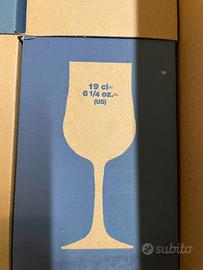 19 cl℮
6 1/4 oz.℮
(US)
subito